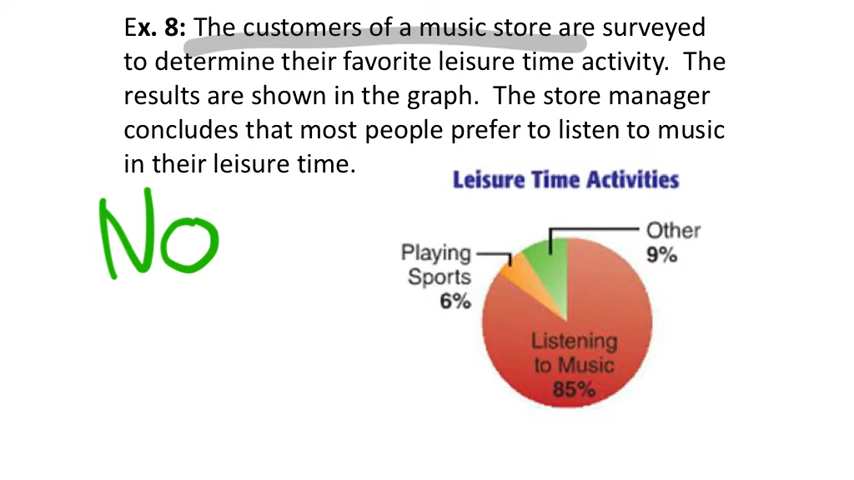 Ex. 8: The customers of a music store are surveyed
to determine their favorite leisure time activity. The
results are shown in the graph. The store manager
concludes that most people prefer to listen to music
in their leisure time.
No
Leisure Time Activities
Other
9%
Playing
Sports
6%
Listening
to Music
85%